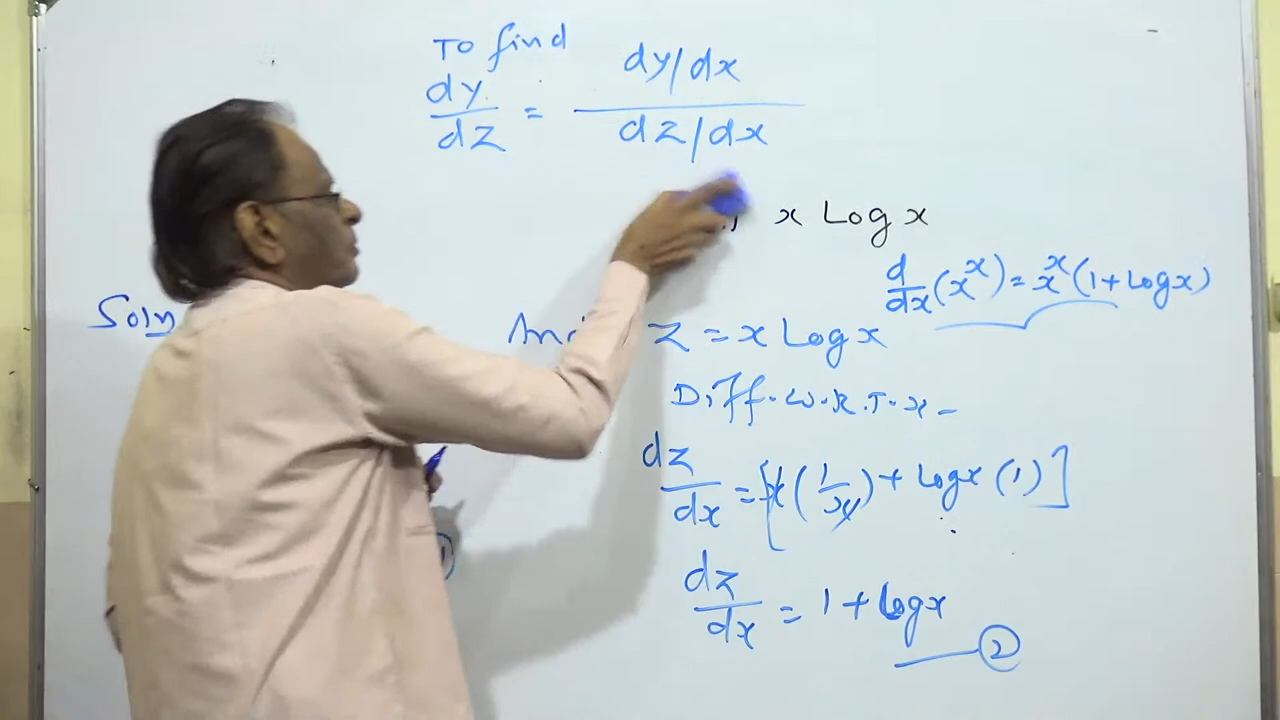 To find
dy/dz = (dy/dx)/(dz/dx)
x Log x
d/dx (x^x) = x^x (1 + Log x)
Soln
z = x Log x
Diff. w.R.T. x -
dz/dx = [x (1/x) + Log x (1)]
dz/dx = 1 + Log x
②